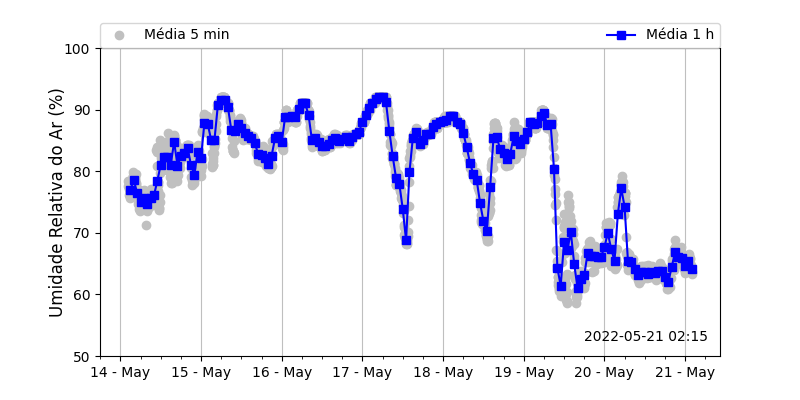 Média 5 min
Média 1 h
Umidade Relativa do Ar (%)
100
90
80
70
60
50
2022-05-21 02:15
14 - May
15 - May
16 - May
17 - May
18 - May
19 - May
20 - May
21 - May